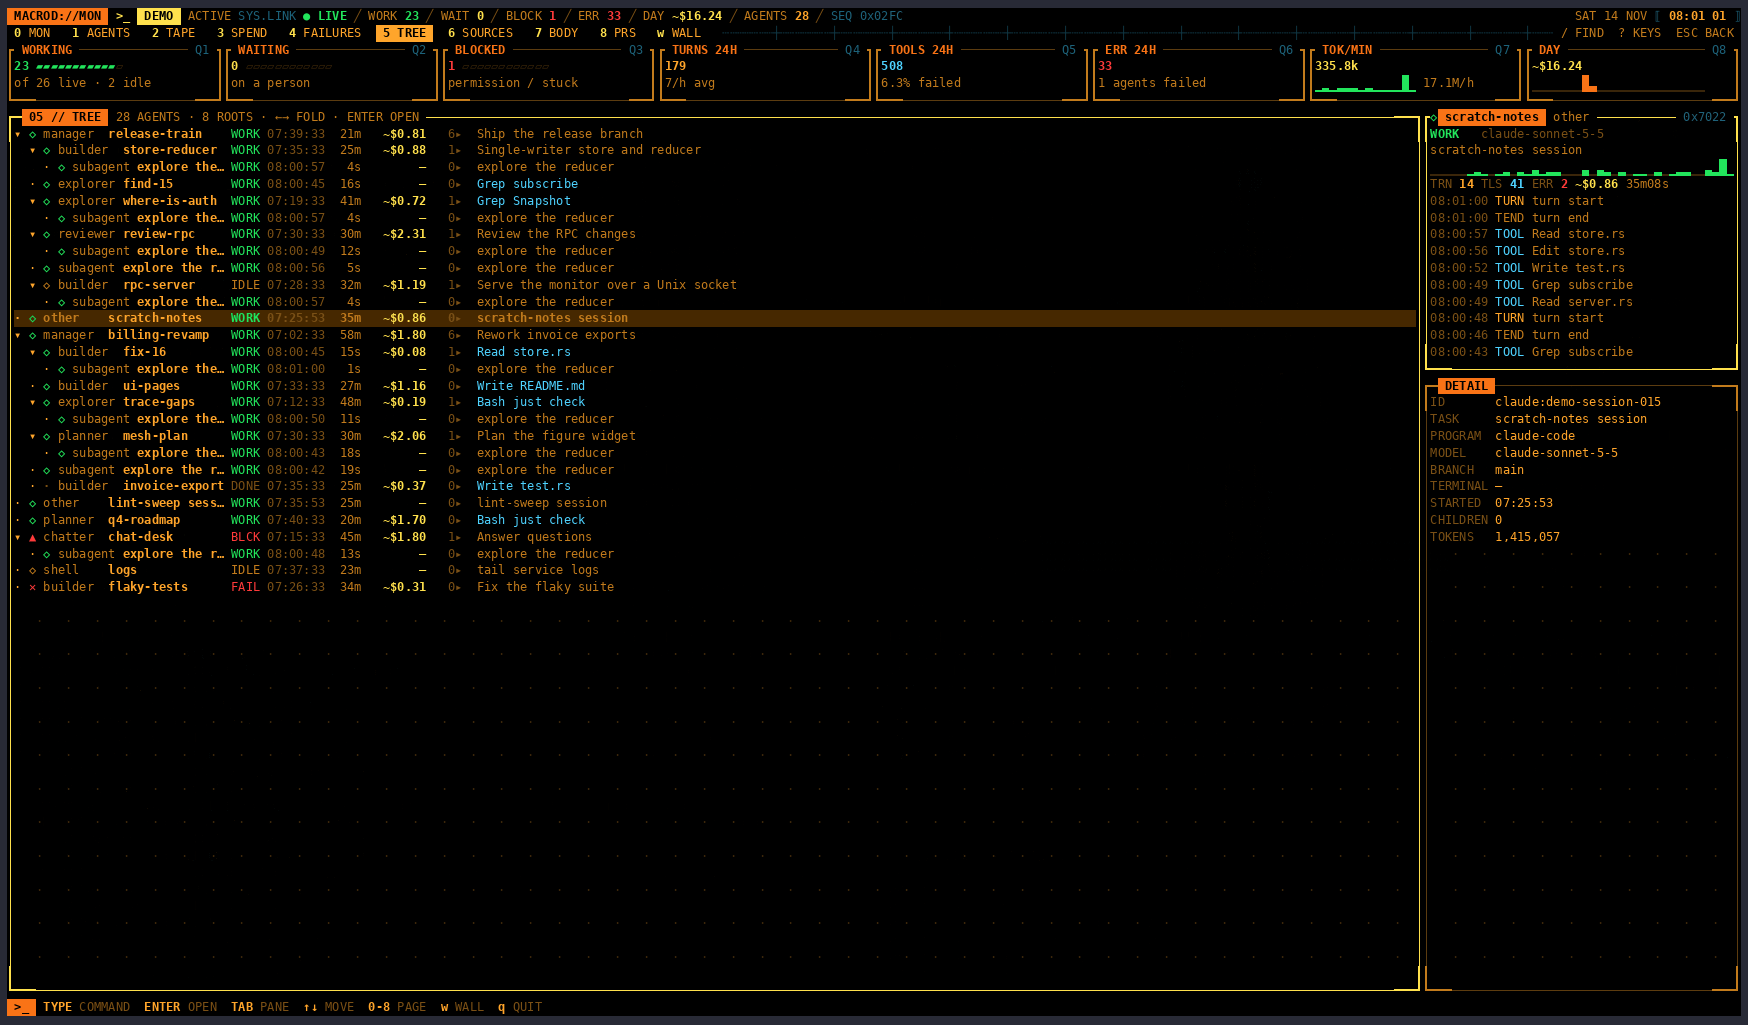 MACROD://MON >_ DEMO ACTIVE SYS.LINK ● LIVE / WORK 23 / WAIT 0 / BLOCK 1 / ERR 33 / DAY ~$16.24 / AGENTS 28 / SEQ 0x02FC SAT 14 NOV 08:01 01
0 MON 1 AGENTS 2 TAPE 3 SPEND 4 FAILURES 5 TREE 6 SOURCES 7 BODY 8 PRS w WALL / FIND ? KEYS ESC BACK
WORKING Q1 WAITING Q2 BLOCKED Q3 TURNS 24H Q4 TOOLS 24H Q5 ERR 24H Q6 TOK/MIN Q7 DAY Q8
23 0 1 179 508 33 335.8k ~$16.24
of 26 live · 2 idle on a person permission / stuck 7/h avg 6.3% failed 1 agents failed 17.1M/h
05 // TREE 28 AGENTS · 8 ROOTS · ←→ FOLD · ENTER OPEN
▾ ◇ manager release-train WORK 07:39:33 21m ~$0.81 6▸ Ship the release branch
▾ ◇ builder store-reducer WORK 07:35:33 25m ~$0.88 1▸ Single-writer store and reducer
· ◇ subagent explore the… WORK 08:00:57 4s — 0▸ explore the reducer
· ◇ explorer find-15 WORK 08:00:45 16s — 0▸ Grep subscribe
▾ ◇ explorer where-is-auth WORK 07:19:33 41m ~$0.72 1▸ Grep Snapshot
· ◇ subagent explore the… WORK 08:00:57 4s — 0▸ explore the reducer
▾ ◇ reviewer review-rpc WORK 07:30:33 30m ~$2.31 1▸ Review the RPC changes
· ◇ subagent explore the… WORK 08:00:49 12s — 0▸ explore the reducer
· ◇ subagent explore the r… WORK 08:00:56 5s — 0▸ explore the reducer
▾ ◇ builder rpc-server IDLE 07:28:33 32m ~$1.19 1▸ Serve the monitor over a Unix socket
· ◇ subagent explore the… WORK 08:00:57 4s — 0▸ explore the reducer
· ◇ other scratch-notes WORK 07:25:53 35m ~$0.86 0▸ scratch-notes session
▾ ◇ manager billing-revamp WORK 07:02:33 58m ~$1.80 6▸ Rework invoice exports
▾ ◇ builder fix-16 WORK 08:00:45 15s ~$0.08 1▸ Read store.rs
· ◇ subagent explore the… WORK 08:01:00 1s — 0▸ explore the reducer
· ◇ builder ui-pages WORK 07:33:33 27m ~$1.16 0▸ Write README.md
▾ ◇ explorer trace-gaps WORK 07:12:33 48m ~$0.19 1▸ Bash just check
· ◇ subagent explore the… WORK 08:00:50 11s — 0▸ explore the reducer
▾ ◇ planner mesh-plan WORK 07:30:33 30m ~$2.06 1▸ Plan the figure widget
· ◇ subagent explore the… WORK 08:00:43 18s — 0▸ explore the reducer
· ◇ subagent explore the r… WORK 08:00:42 19s — 0▸ explore the reducer
· · builder invoice-export DONE 07:35:33 25m ~$0.37 0▸ Write test.rs
· ◇ other lint-sweep sess… WORK 07:35:53 25m — 0▸ lint-sweep session
· ◇ planner q4-roadmap WORK 07:40:33 20m ~$1.70 0▸ Bash just check
▾ ▲ chatter chat-desk BLCK 07:15:33 45m ~$1.80 1▸ Answer questions
· ◇ subagent explore the r… WORK 08:00:48 13s — 0▸ explore the reducer
· ◇ shell logs IDLE 07:37:33 23m — 0▸ tail service logs
· × builder flaky-tests FAIL 07:26:33 34m ~$0.31 0▸ Fix the flaky suite
◇ scratch-notes other 0x7022
WORK claude-sonnet-5-5
scratch-notes session
TRN 14 TLS 41 ERR 2 ~$0.86 35m08s
08:01:00 TURN turn start
08:01:00 TEND turn end
08:00:57 TOOL Read store.rs
08:00:56 TOOL Edit store.rs
08:00:52 TOOL Write test.rs
08:00:49 TOOL Grep subscribe
08:00:49 TOOL Read server.rs
08:00:48 TURN turn start
08:00:46 TEND turn end
08:00:43 TOOL Grep subscribe
DETAIL
ID claude:demo-session-015
TASK scratch-notes session
PROGRAM claude-code
MODEL claude-sonnet-5-5
BRANCH main
TERMINAL —
STARTED 07:25:53
CHILDREN 0
TOKENS 1,415,057
>_ TYPE COMMAND ENTER OPEN TAB PANE ↑↓ MOVE 0-8 PAGE w WALL q QUIT